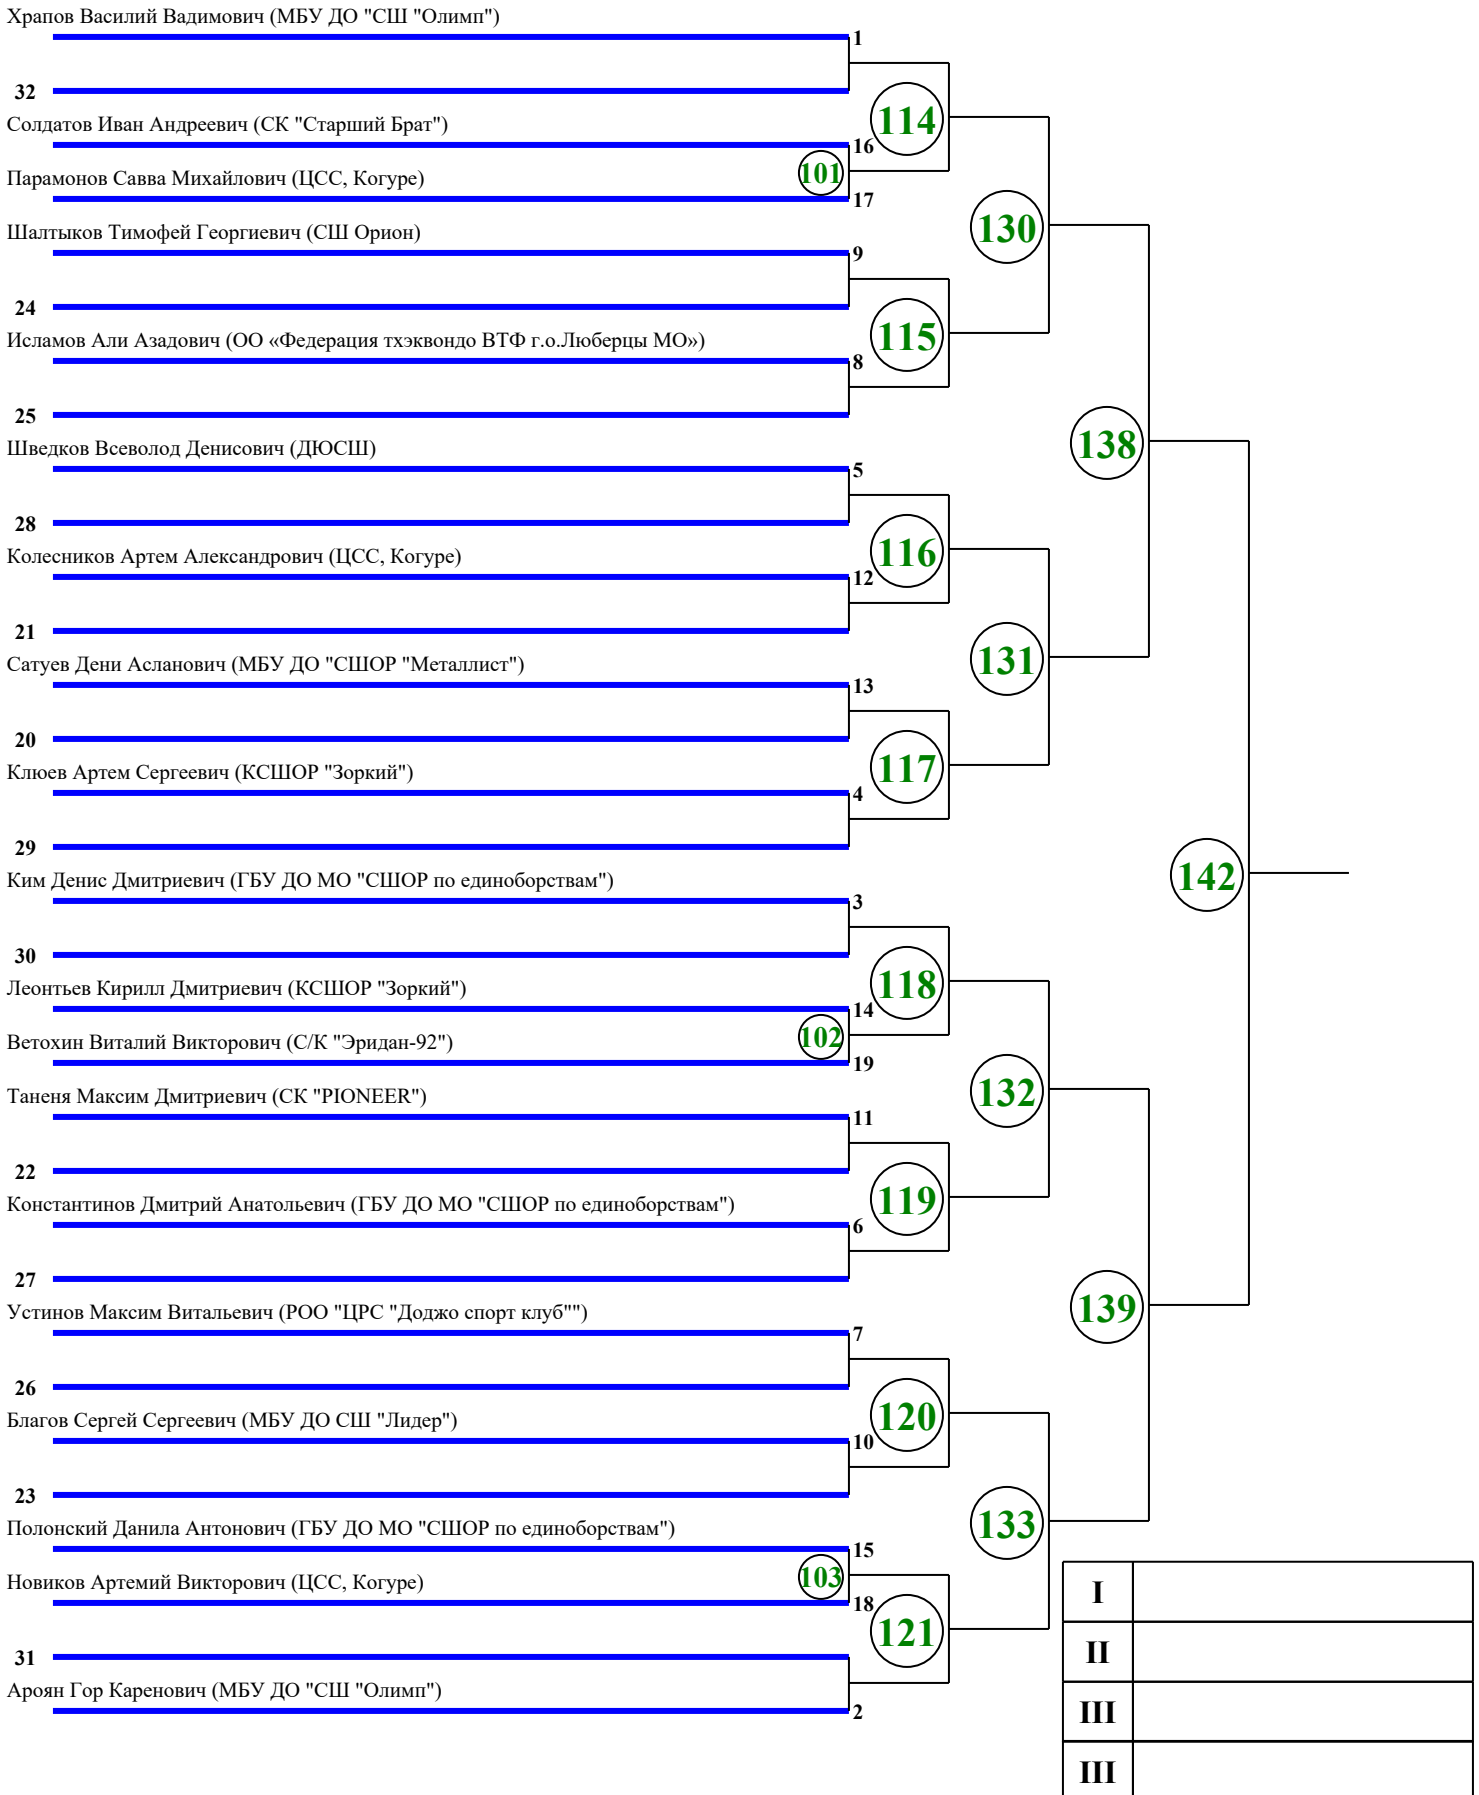 Храпов Василий Вадимович (МБУ ДО "СШ "Олимп")
1
32
114
Солдатов Иван Андреевич (СК "Старший Брат")
16
101
Парамонов Савва Михайлович (ЦСС, Когуре)
17
130
Шалтыков Тимофей Георгиевич (СШ Орион)
9
24
115
Исламов Али Азадович (ОО «Федерация тхэквондо ВТФ г.о.Люберцы МО»)
8
25
138
Шведков Всеволод Денисович (ДЮСШ)
5
28
116
Колесников Артем Александрович (ЦСС, Когуре)
12
21
131
Сатуев Дени Асланович (МБУ ДО "СШОР "Металлист")
13
20
117
Клюев Артем Сергеевич (КСШОР "Зоркий")
4
29
142
Ким Денис Дмитриевич (ГБУ ДО МО "СШОР по единоборствам")
3
30
118
Леонтьев Кирилл Дмитриевич (КСШОР "Зоркий")
14
102
Ветохин Виталий Викторович (С/К "Эридан-92")
19
132
Таненя Максим Дмитриевич (СК "PIONEER")
11
22
119
Константинов Дмитрий Анатольевич (ГБУ ДО МО "СШОР по единоборствам")
6
27
139
Устинов Максим Витальевич (РОО "ЦРС "Доджо спорт клуб"")
7
26
120
Благов Сергей Сергеевич (МБУ ДО СШ "Лидер")
10
23
133
Полонский Данила Антонович (ГБУ ДО МО "СШОР по единоборствам")
15
103
Новиков Артемий Викторович (ЦСС, Когуре)
18
121
31
Ароян Гор Каренович (МБУ ДО "СШ "Олимп")
2
I
II
III
III